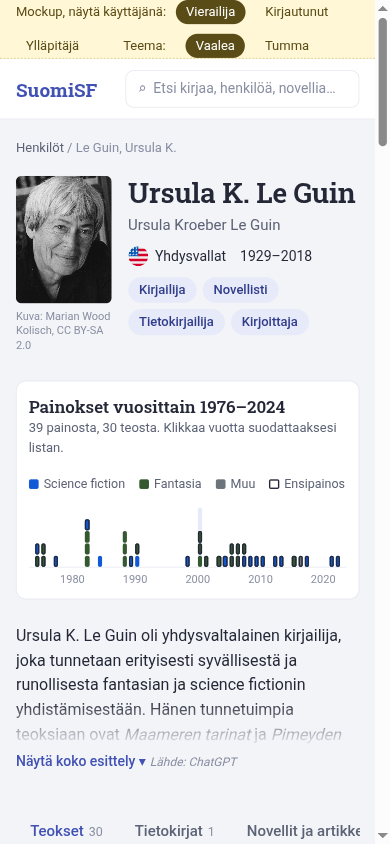 Mockup, näytä käyttäjänä: Vierailija Kirjautunut
Ylläpitäjä Teema: Vaalea Tumma
SuomiSF Etsi kirjaa, henkilöä, novellia…
Henkilöt / Le Guin, Ursula K.
Ursula K. Le Guin
Ursula Kroeber Le Guin
Yhdysvallat 1929–2018
Kirjailija Novellisti
Tietokirjailija Kirjoittaja
Kuva: Marian Wood
Kolisch, CC BY-SA
2.0
Painokset vuosittain 1976–2024
39 painosta, 30 teosta. Klikkaa vuotta suodattaaksesi
listan.
Science fiction Fantasia Muu Ensipainos
1980 1990 2000 2010 2020
Ursula K. Le Guin oli yhdysvaltalainen kirjailija,
joka tunnetaan erityisesti syvällisestä ja
runollisesta fantasian ja science fictionin
yhdistämisestään. Hänen tunnetuimpia
teoksiaan ovat Maameren tarinat ja Pimeyden
Näytä koko esittely ▾ Lähde: ChatGPT
Teokset 30 Tietokirjat 1 Novellit ja artikke